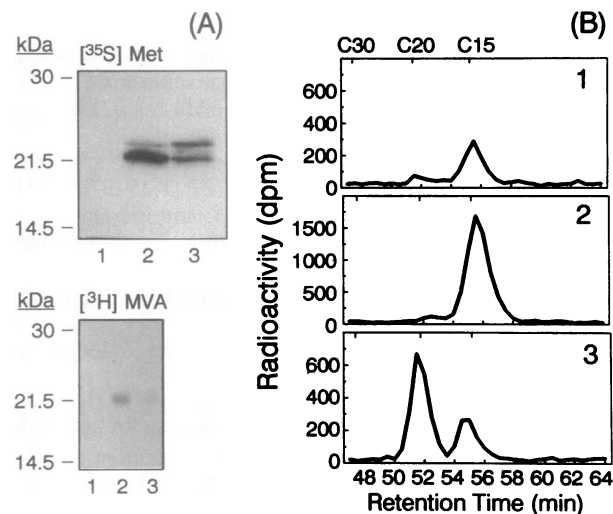 (A)
kDa
[³⁵S] Met
30
21.5
14.5
1 2 3
kDa
[³H] MVA
30
21.5
14.5
1 2 3
(B)
C30 C20 C15
Radioactivity (dpm)
1
600
400
200
0
2
1500
1000
500
0
3
600
400
200
0
48 50 52 54 56 58 60 62 64
Retention Time (min)